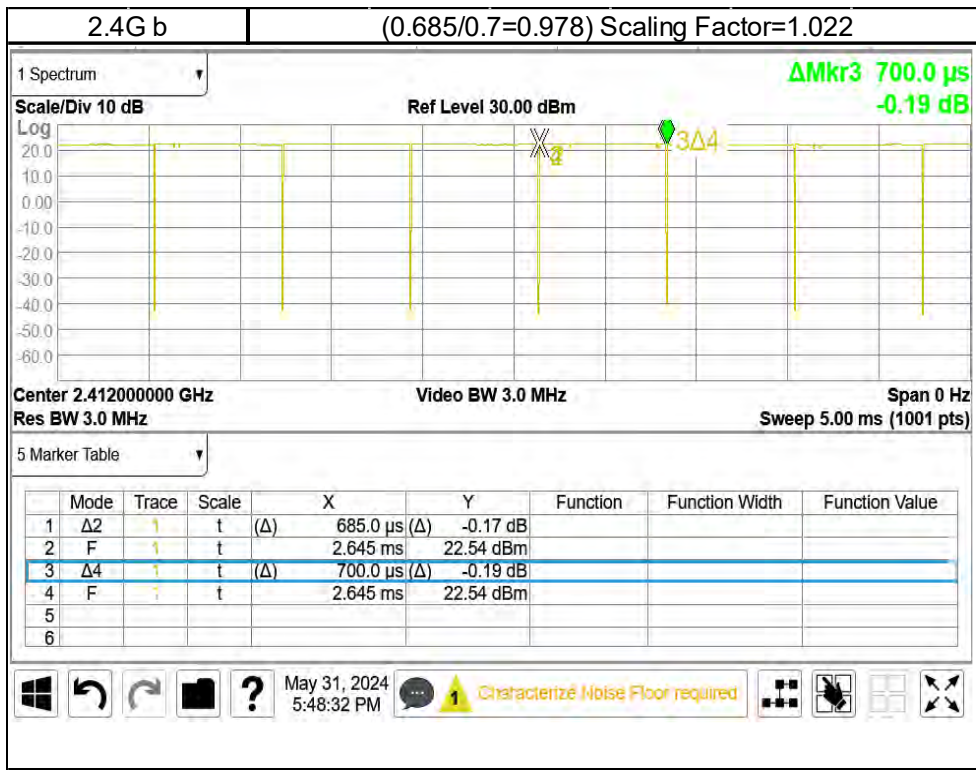 2.4G b (0.685/0.7=0.978) Scaling Factor=1.022
1 Spectrum ▼ ΔMkr3 700.0 µs
Scale/Div 10 dB Ref Level 30.00 dBm -0.19 dB
Log
20.0
10.0
0.00
-10.0
-20.0
-30.0
-40.0
-50.0
-60.0
3Δ4
Center 2.412000000 GHz Video BW 3.0 MHz Span 0 Hz
Res BW 3.0 MHz Sweep 5.00 ms (1001 pts)
5 Marker Table ▼
Mode Trace Scale X Y Function Function Width Function Value
1 Δ2 1 t (Δ) 685.0 µs (Δ) -0.17 dB
2 F 1 t 2.645 ms 22.54 dBm
3 Δ4 1 t (Δ) 700.0 µs (Δ) -0.19 dB
4 F 1 t 2.645 ms 22.54 dBm
5
6
? May 31, 2024
5:48:32 PM
1 Characterize Noise Floor required